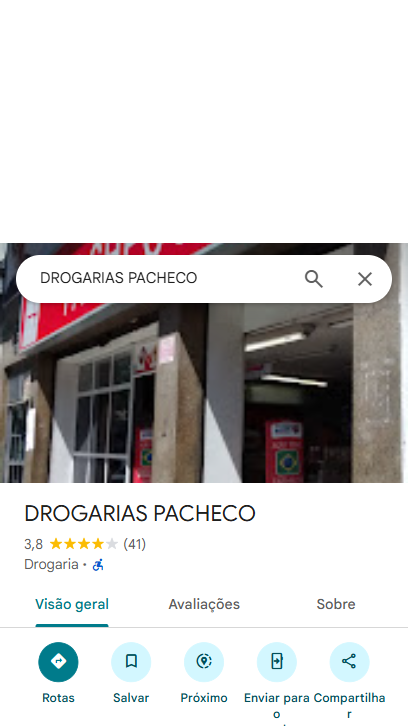 DROGARIAS PACHECO
DROGARIAS PACHECO
3,8 (41)
Drogaria •
Visão geral
Avaliações
Sobre
Rotas
Salvar
Próximo
Enviar para o
Compartilhar